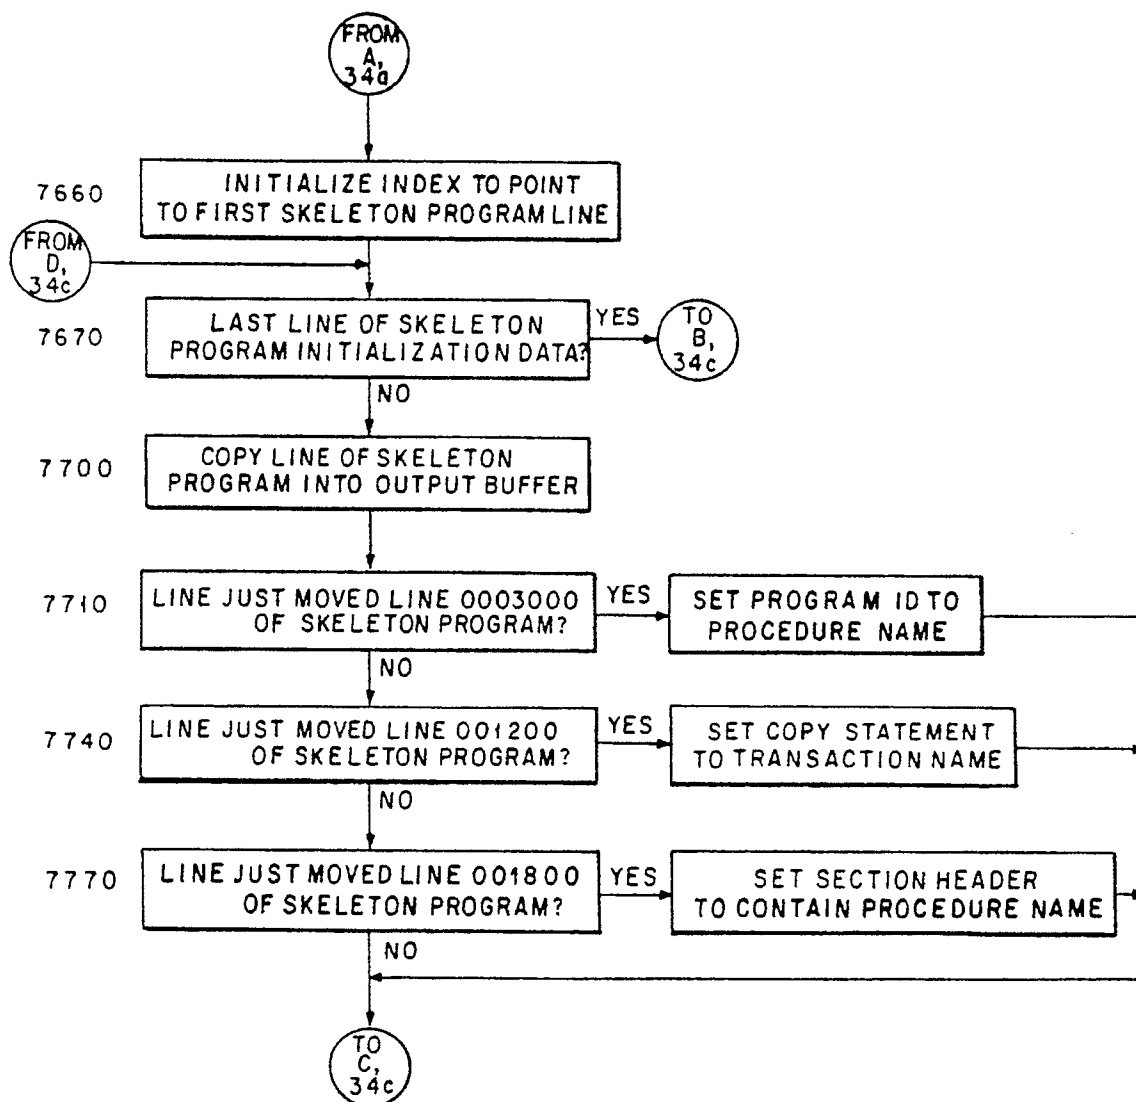 FROM
A,
34a
7660
INITIALIZE INDEX TO POINT
TO FIRST SKELETON PROGRAM LINE
FROM
D,
34c
7670
LAST LINE OF SKELETON
PROGRAM INITIALIZATION DATA?
YES
TO
B,
34c
NO
7700
COPY LINE OF SKELETON
PROGRAM INTO OUTPUT BUFFER
7710
LINE JUST MOVED LINE 0003000
OF SKELETON PROGRAM?
YES
SET PROGRAM ID TO
PROCEDURE NAME
NO
7740
LINE JUST MOVED LINE 001200
OF SKELETON PROGRAM?
YES
SET COPY STATEMENT
TO TRANSACTION NAME
NO
7770
LINE JUST MOVED LINE 001800
OF SKELETON PROGRAM?
YES
SET SECTION HEADER
TO CONTAIN PROCEDURE NAME
NO
TO
C,
34c